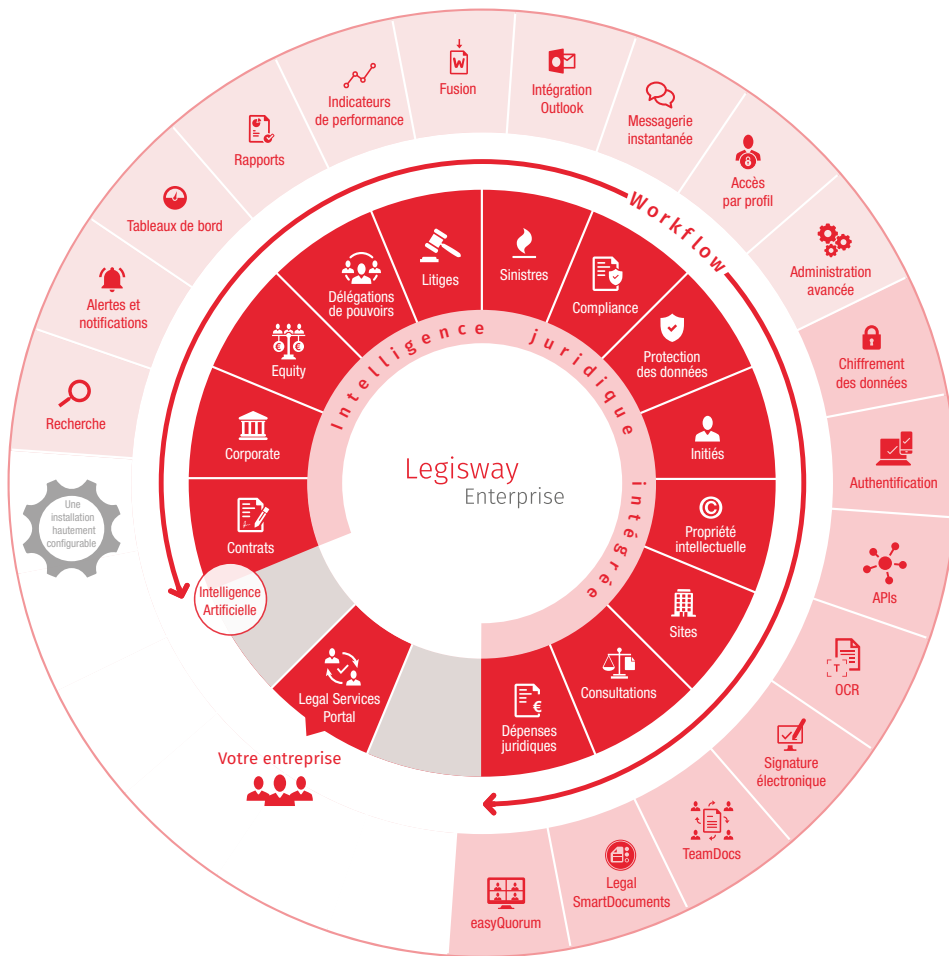 Fusion
Intégration
Outlook
Indicateurs
de performance
Messagerie
instantanée
Rapports
Accès
par profil
Tableaux de bord
Administration
avancée
Alertes et
notifications
Chiffrement
des données
Recherche
Authentification
Une
installation
hautement
configurable
APIs
T
OCR
Signature
électronique
TeamDocs
Legal
SmartDocuments
easyQuorum
Workflow
Litiges
Sinistres
Délégations
de pouvoirs
Compliance
Equity
Protection
des données
Corporate
Initiés
Contrats
Propriété
intellectuelle
Sites
Consultations
Dépenses
juridiques
Intelligence juridique intégrée
Legisway
Enterprise
Intelligence
Artificielle
Legal Services
Portal
Votre entreprise